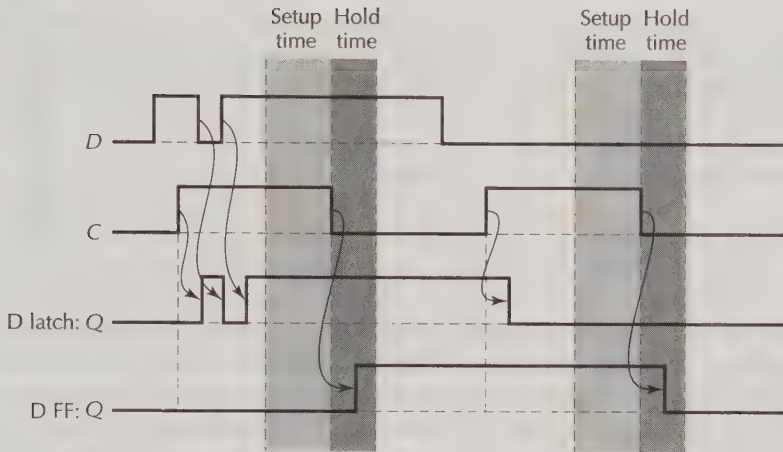 Setup Hold Setup Hold
time time time time
D
C
D latch: Q
D FF: Q